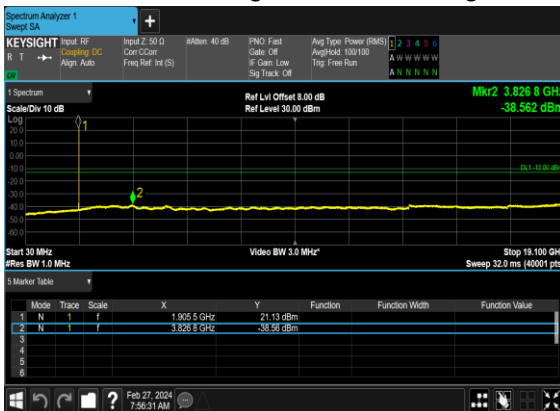 Spectrum Analyzer 1
Swept SA
+
KEYSIGHT
R T
LV
Input: RF
Coupling: DC
Align: Auto
Input Z: 50 Ω
Corr CCorr
Freq Ref: Int (S)
#Atten: 40 dB
PNO: Fast
Gate: Off
IF Gain: Low
Sig Track: Off
Avg Type: Power (RMS)
Avg|Hold: 100/100
Trig: Free Run
1 2 3 4 5 6
A W W W W W
A N N N N N
1 Spectrum
Scale/Div 10 dB
Ref Lvl Offset 8.00 dB
Ref Level 30.00 dBm
Mkr2 3.826 8 GHz
-38.562 dBm
Log
20.0
10.0
0.00
-10.0
-20.0
-30.0
-40.0
-50.0
-60.0
1
2
DL1 -13.00 dBm
Start 30 MHz
#Res BW 1.0 MHz
Video BW 3.0 MHz*
Stop 19.100 GHz
Sweep 32.0 ms (40001 pts)
5 Marker Table
Mode Trace Scale X Y Function Function Width Function Value
1 N 1 f 1.905 5 GHz 21.13 dBm
2 N 1 f 3.826 8 GHz -38.56 dBm
3
4
5
6
?
Feb 27, 2024
7:56:31 AM